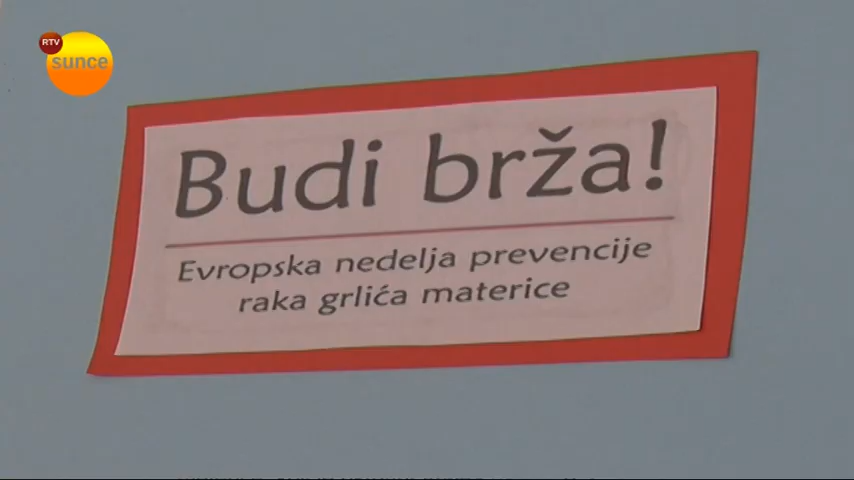 RTV
sunce
Budi brža!
Evropska nedelja prevencije
raka grlića materice